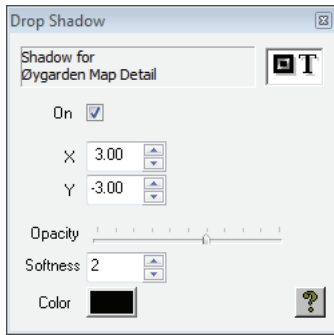 Drop Shadow
Shadow for
Øygarden Map Detail
T
On
X 3.00
Y -3.00
Opacity
Softness 2
Color
?